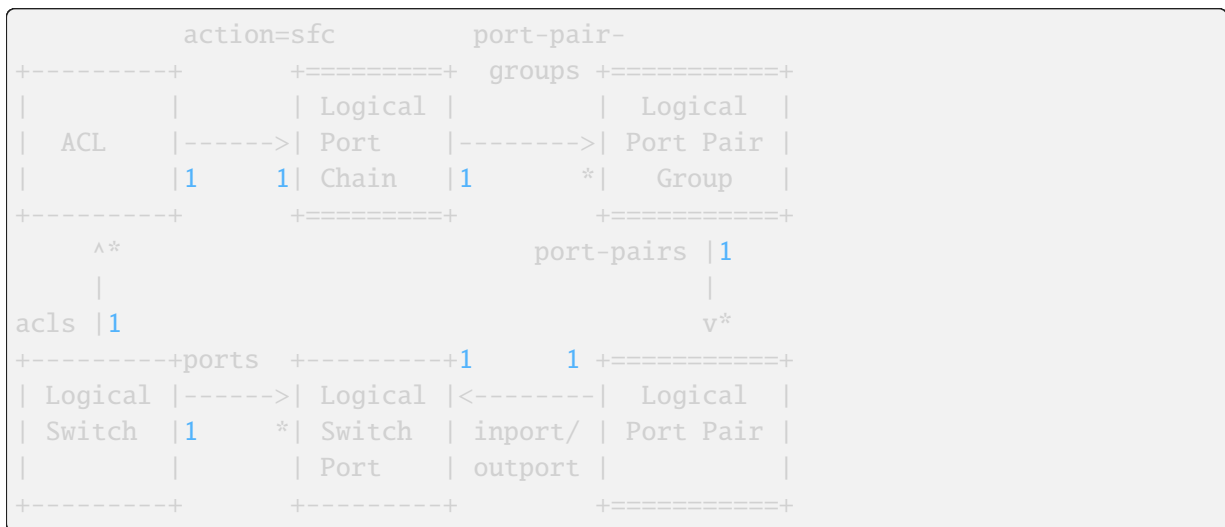 action=sfc        port-pair-
+---------+      +=========+  groups +===========+
|         |      | Logical |         |  Logical  |
|  ACL    |------>| Port    |-------->| Port Pair |
|         |1    1| Chain   |1       *|   Group   |
+---------+      +=========+         +===========+
    ^*                          port-pairs |1
    |                                      |
acls |1                                    v*
+---------+ports +---------+1      1 +===========+
| Logical |------>| Logical |<--------|  Logical  |
| Switch  |1    *| Switch  | inport/ | Port Pair |
|         |      | Port    | outport |           |
+---------+      +---------+         +===========+